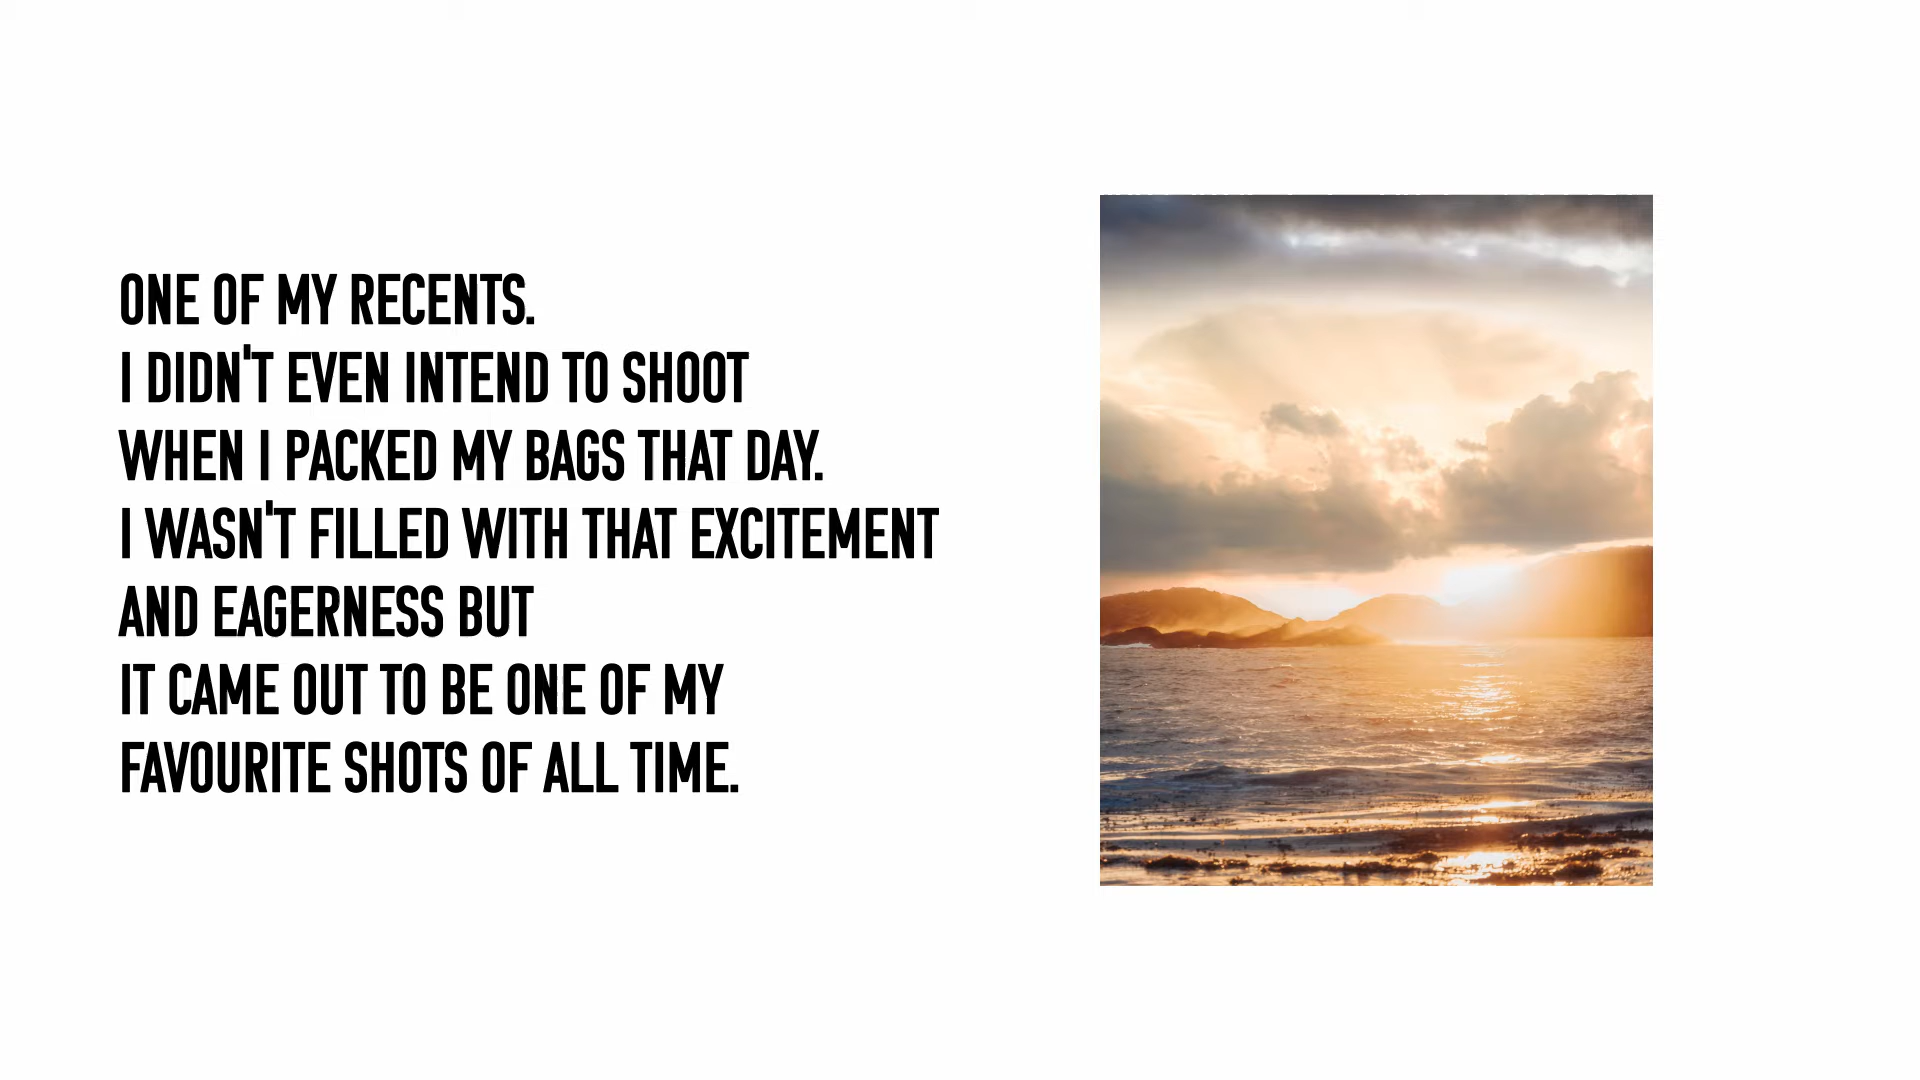 ONE OF MY RECENTS.
I DIDN'T EVEN INTEND TO SHOOT
WHEN I PACKED MY BAGS THAT DAY.
I WASN'T FILLED WITH THAT EXCITEMENT
AND EAGERNESS BUT
IT CAME OUT TO BE ONE OF MY
FAVOURITE SHOTS OF ALL TIME.